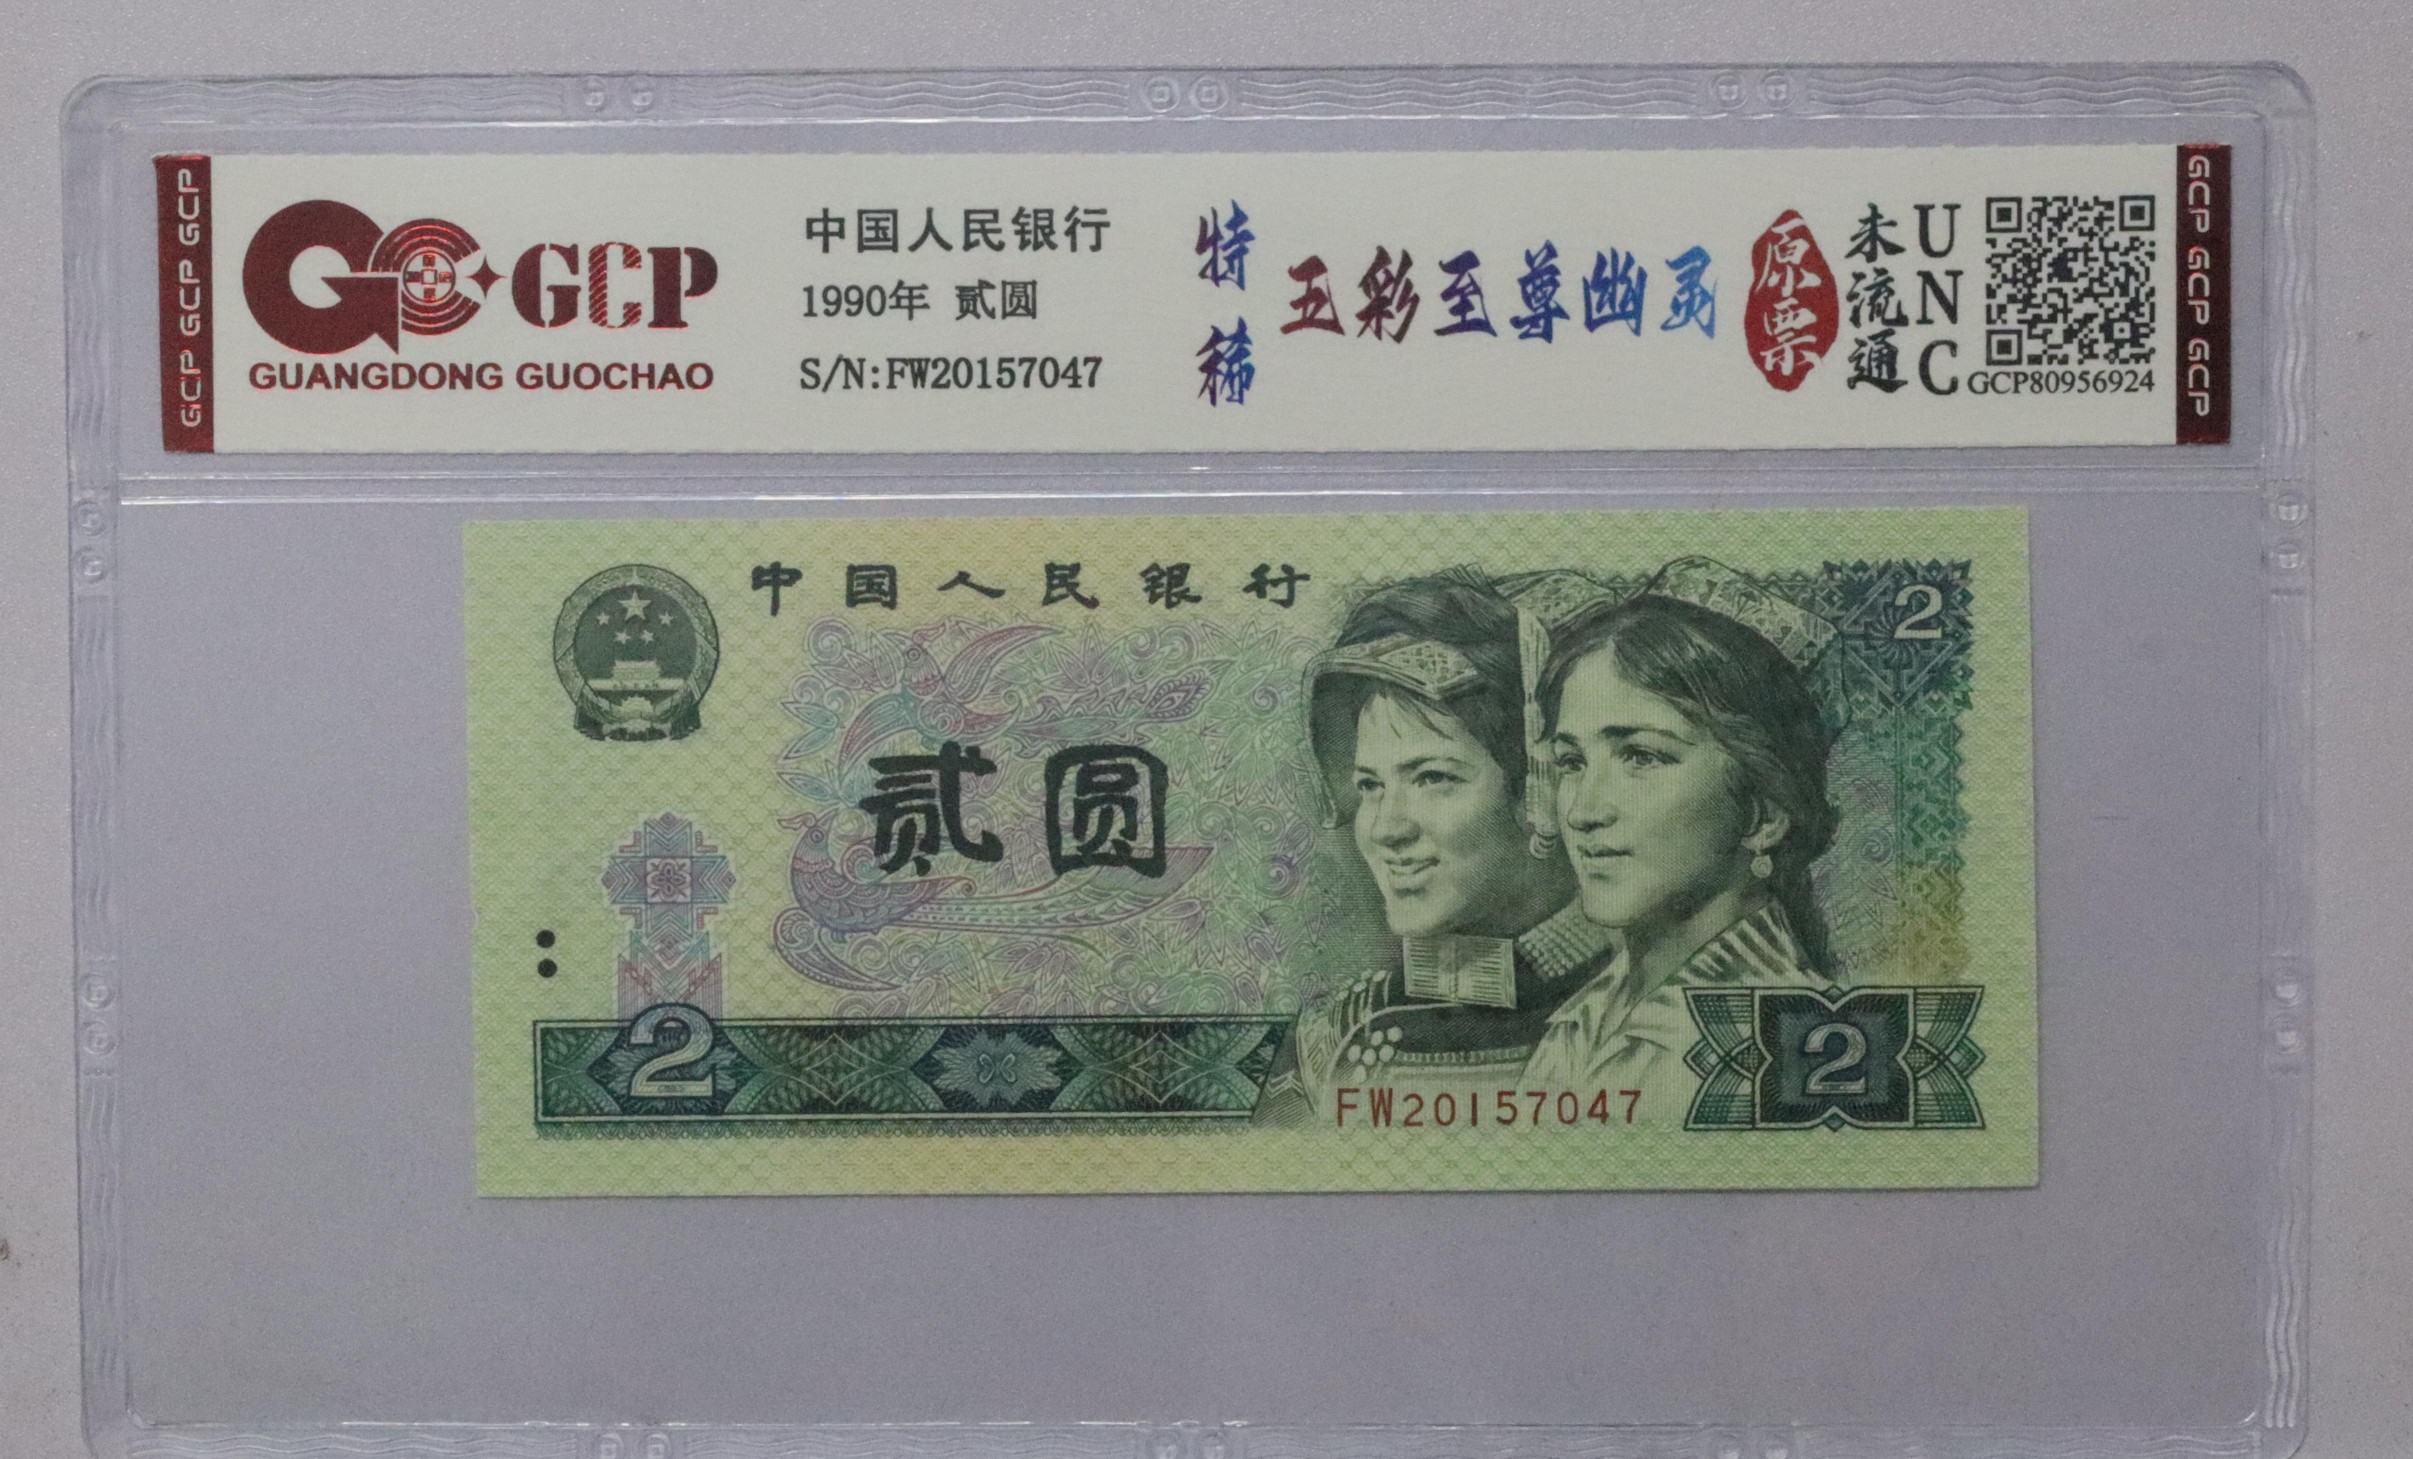 GCP GCP GCP
GCP
GUANGDONG GUOCHAO
中国人民银行
1990年 贰圆
S/N:FW20157047
特稀
五彩至尊幽灵
原票
未流通
UNC
GCP80956924
GCP GCP GCP
中国人民银行
2
贰圆
2
FW20157047
2